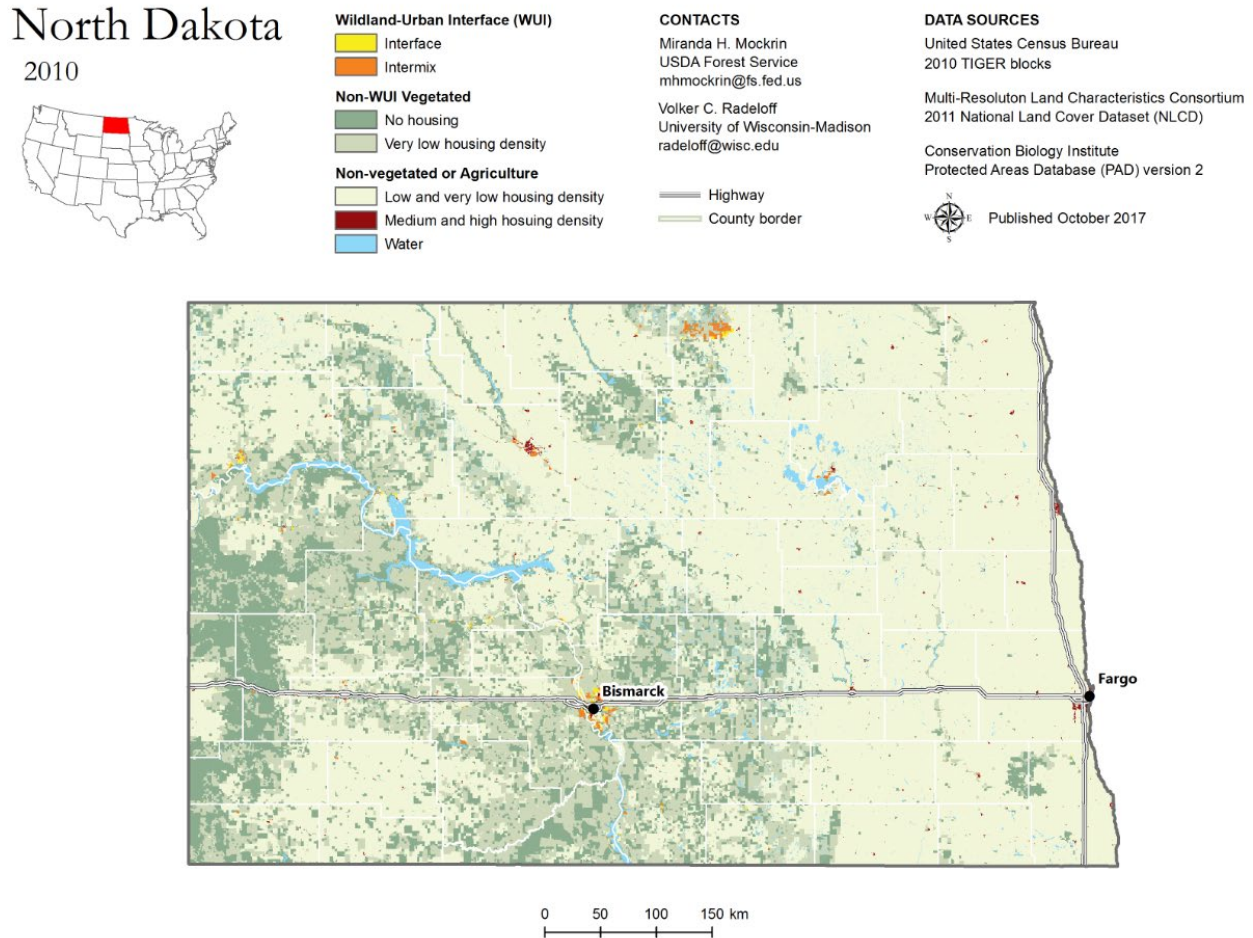 North Dakota
2010
Wildland-Urban Interface (WUI)
Interface
Intermix
Non-WUI Vegetated
No housing
Very low housing density
Non-vegetated or Agriculture
Low and very low housing density
Medium and high housing density
Water
CONTACTS
Miranda H. Mockrin
USDA Forest Service
mhmockrin@fs.fed.us
Volker C. Radeloff
University of Wisconsin-Madison
radeloff@wisc.edu
Highway
County border
DATA SOURCES
United States Census Bureau
2010 TIGER blocks
Multi-Resoluton Land Characteristics Consortium
2011 National Land Cover Dataset (NLCD)
Conservation Biology Institute
Protected Areas Database (PAD) version 2
N
W E
S
Published October 2017
Bismarck
Fargo
0 50 100 150 km